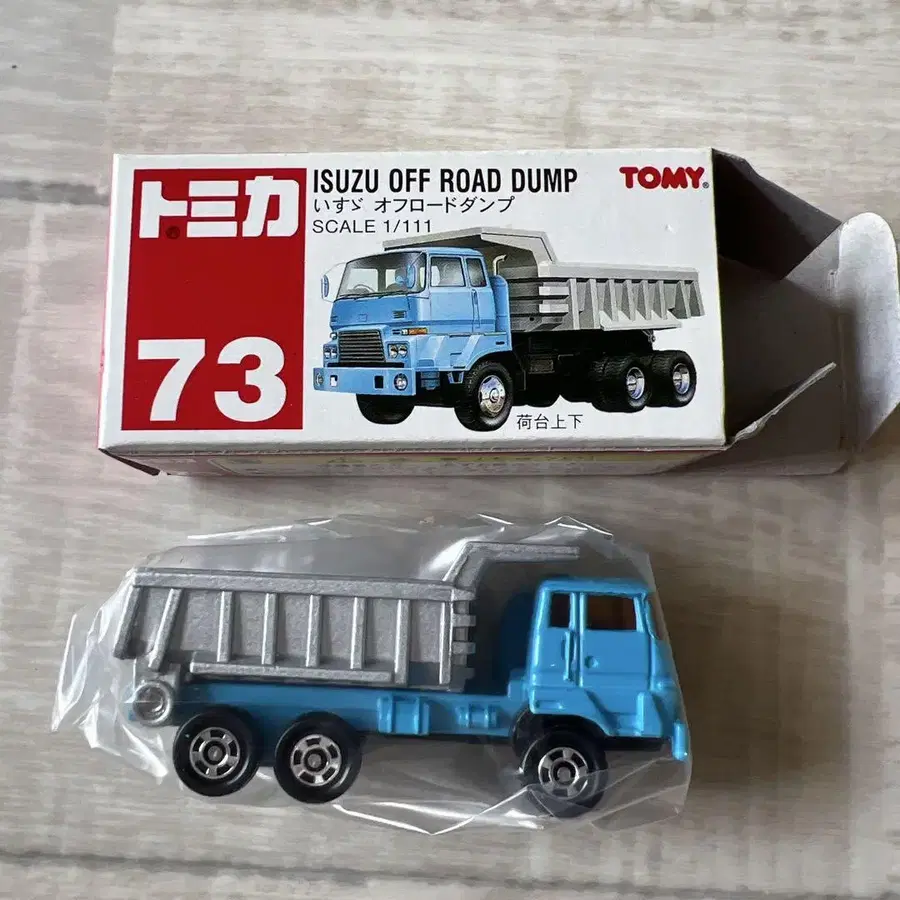 トミカ®
73
ISUZU OFF ROAD DUMP
いすゞ オフロードダンプ
SCALE 1/111
TOMY®
荷台上下